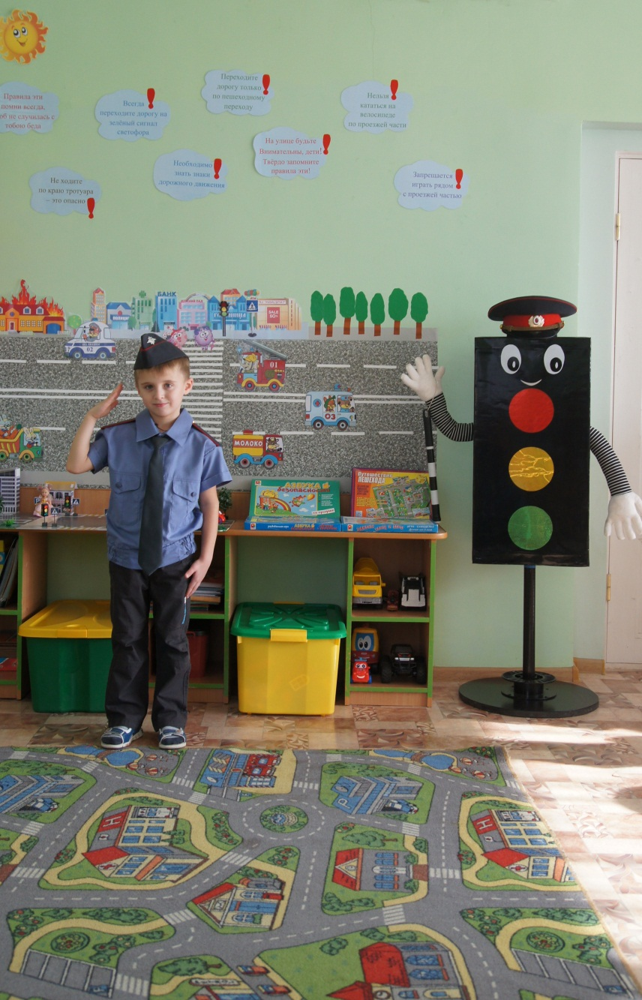 Правила эти
помни всегда,
об не случилась с
тобою беда
Всегда
переходите дорогу на
зелёный сигнал
светофора
Переходите
дорогу только
по пешеходному
переходу
Нельзя
кататься на
велосипеде
по проезжей части
На улице будьте
Внимательны, дети!
Твёрдо запомните
правила эти!
Необходимо
знать знаки
дорожного движения
Не ходите
по краю тротуара
– это опасно
Запрещается
играть рядом
с проезжей частью
БАНК
SALE
50%
02
01
03
МОЛОКО
АЗБУКА
безопасности
Путешествие
ПЕШЕХОДА